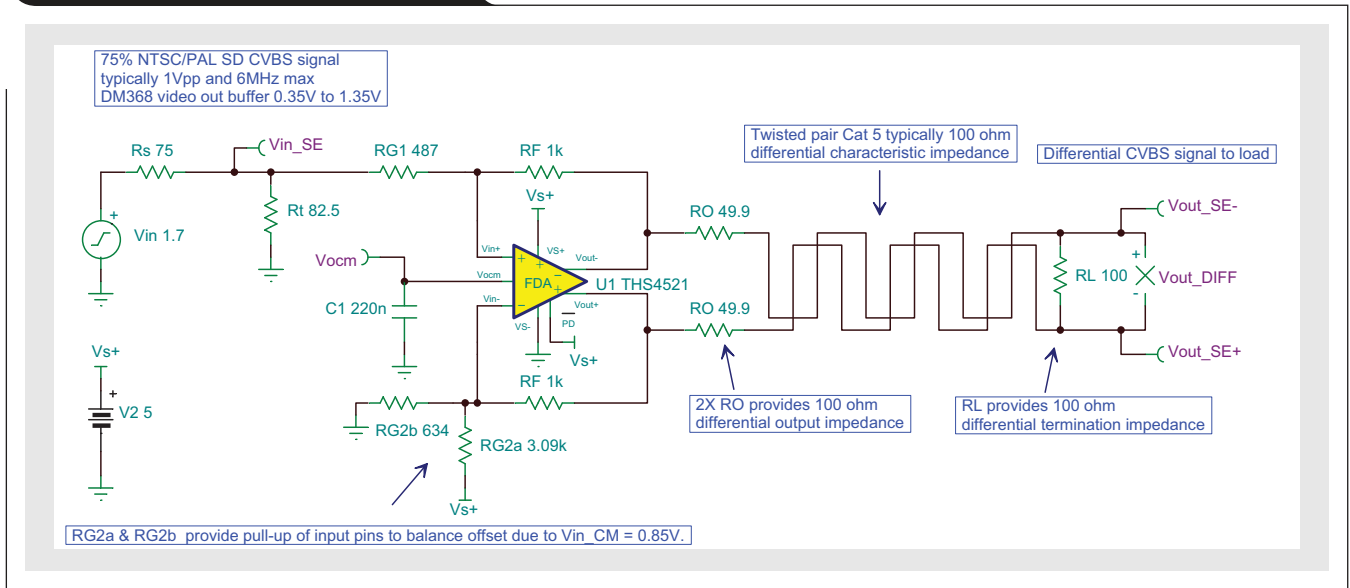 75% NTSC/PAL SD CVBS signal
typically 1Vpp and 6MHz max
DM368 video out buffer 0.35V to 1.35V
Rs 75
Vin_SE
RG1 487
RF 1k
Vs+
Rt 82.5
+
Vin 1.7
Vocm
C1 220n
Vin+
Vocm
Vin-
VS+
VS-
FDA
+
+
−
−
+
Vout-
Vout+
U1 THS4521
PD
Vs+
RF 1k
RO 49.9
RO 49.9
Twisted pair Cat 5 typically 100 ohm
differential characteristic impedance
Differential CVBS signal to load
Vout_SE-
RL 100
+
-
Vout_DIFF
Vout_SE+
Vs+
+
V2 5
RG2b 634
RG2a 3.09k
Vs+
2X RO provides 100 ohm
differential output impedance
RL provides 100 ohm
differential termination impedance
RG2a & RG2b provide pull-up of input pins to balance offset due to Vin_CM = 0.85V.